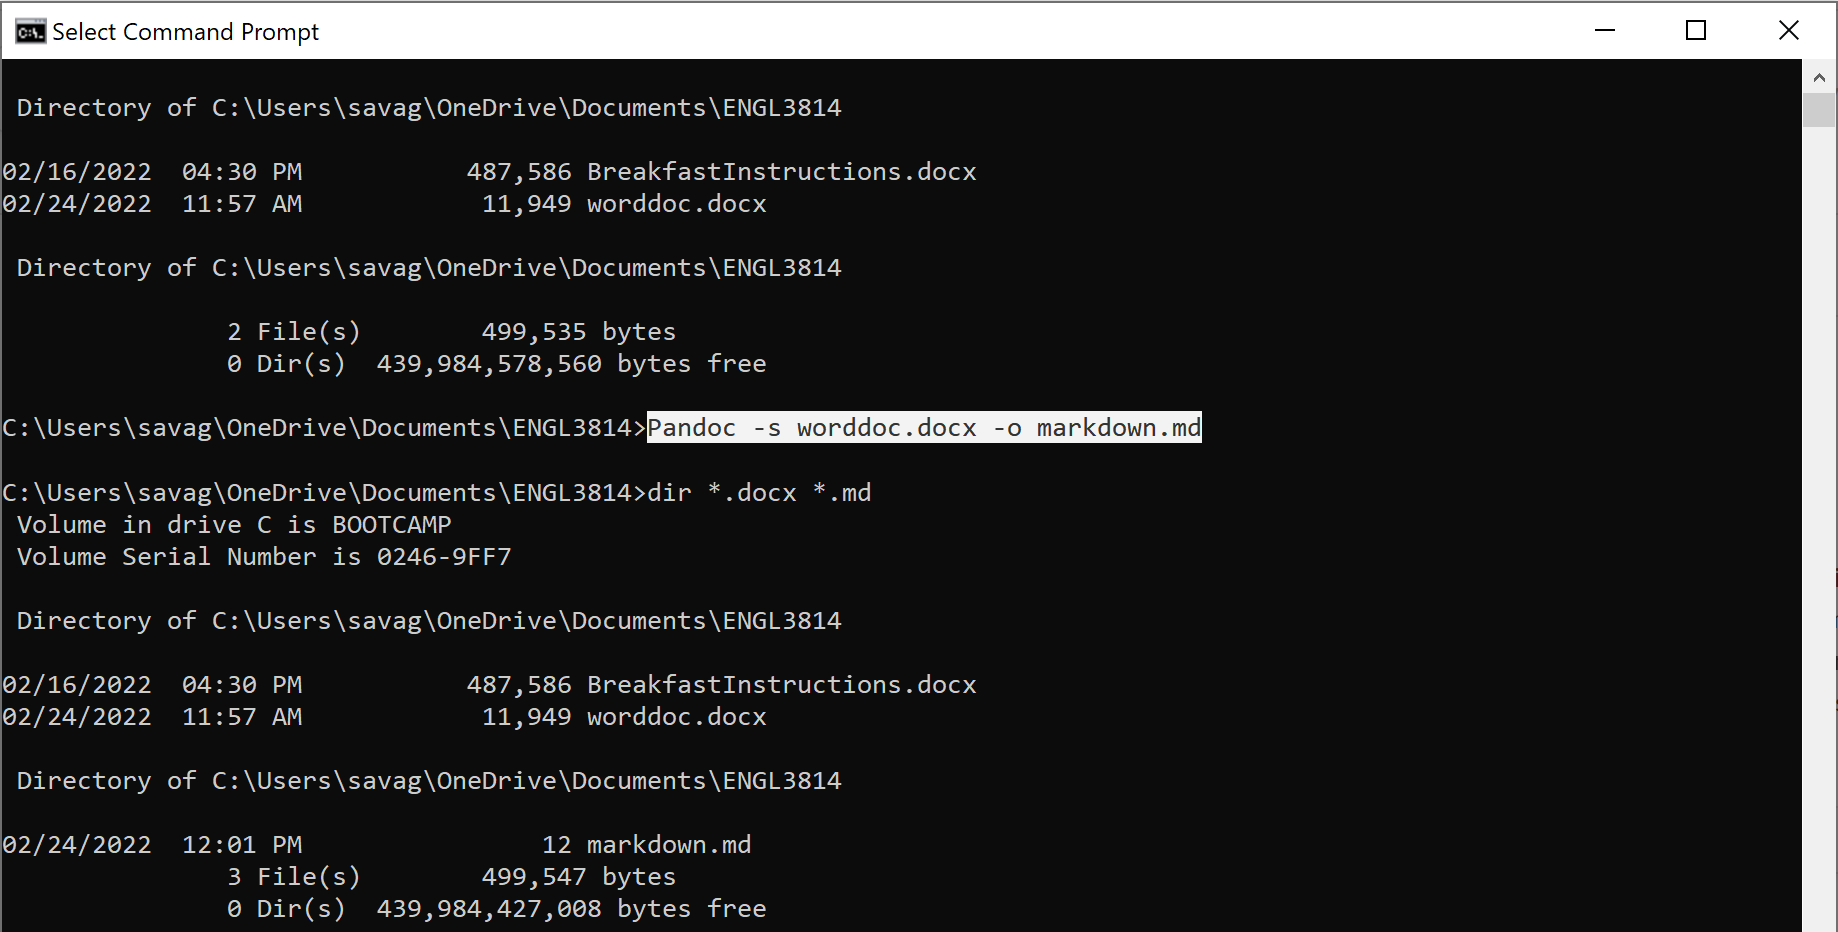 Select Command Prompt
Directory of C:\Users\savag\OneDrive\Documents\ENGL3814
02/16/2022  04:30 PM           487,586 BreakfastInstructions.docx
02/24/2022  11:57 AM            11,949 worddoc.docx
Directory of C:\Users\savag\OneDrive\Documents\ENGL3814
2 File(s)        499,535 bytes
0 Dir(s)  439,984,578,560 bytes free
C:\Users\savag\OneDrive\Documents\ENGL3814>Pandoc -s worddoc.docx -o markdown.md
C:\Users\savag\OneDrive\Documents\ENGL3814>dir *.docx *.md
Volume in drive C is BOOTCAMP
Volume Serial Number is 0246-9FF7
Directory of C:\Users\savag\OneDrive\Documents\ENGL3814
02/16/2022  04:30 PM           487,586 BreakfastInstructions.docx
02/24/2022  11:57 AM            11,949 worddoc.docx
Directory of C:\Users\savag\OneDrive\Documents\ENGL3814
02/24/2022  12:01 PM                12 markdown.md
3 File(s)        499,547 bytes
0 Dir(s)  439,984,427,008 bytes free